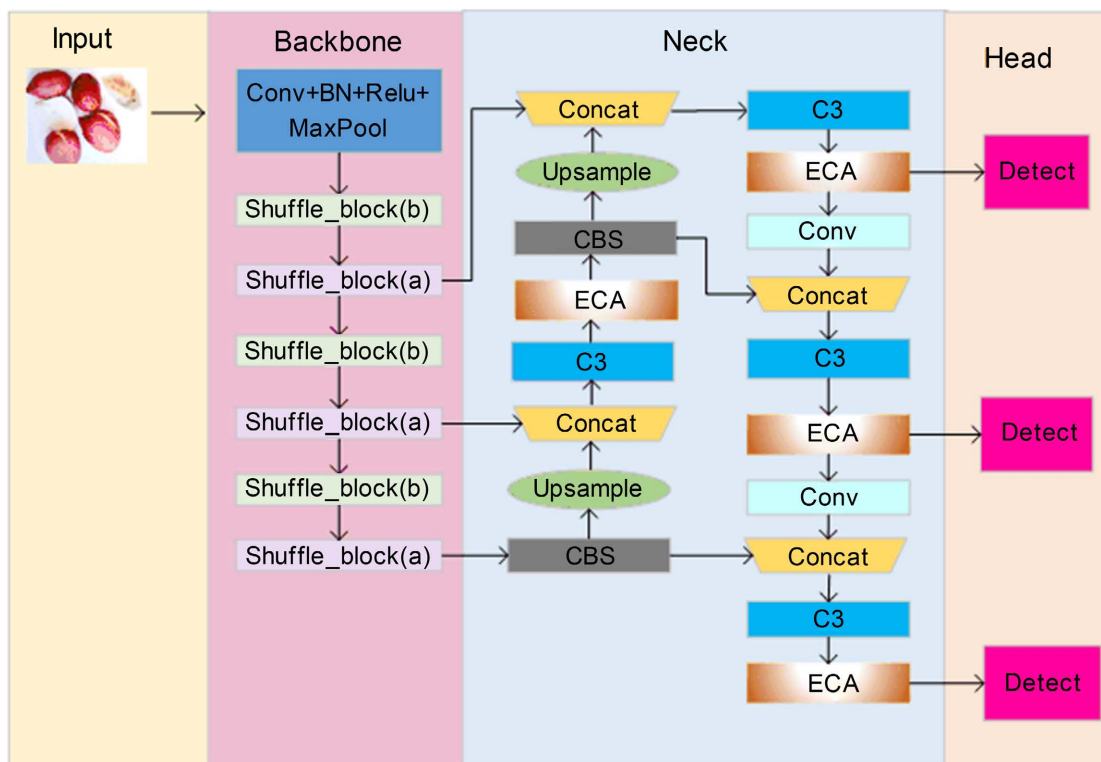 Input
Backbone
Conv+BN+Relu+
MaxPool
Shuffle_block(b)
Shuffle_block(a)
Shuffle_block(b)
Shuffle_block(a)
Shuffle_block(b)
Shuffle_block(a)
Neck
Concat
Upsample
CBS
ECA
C3
Concat
Upsample
CBS
C3
ECA
Conv
Concat
C3
ECA
Conv
Concat
C3
ECA
Head
Detect
Detect
Detect